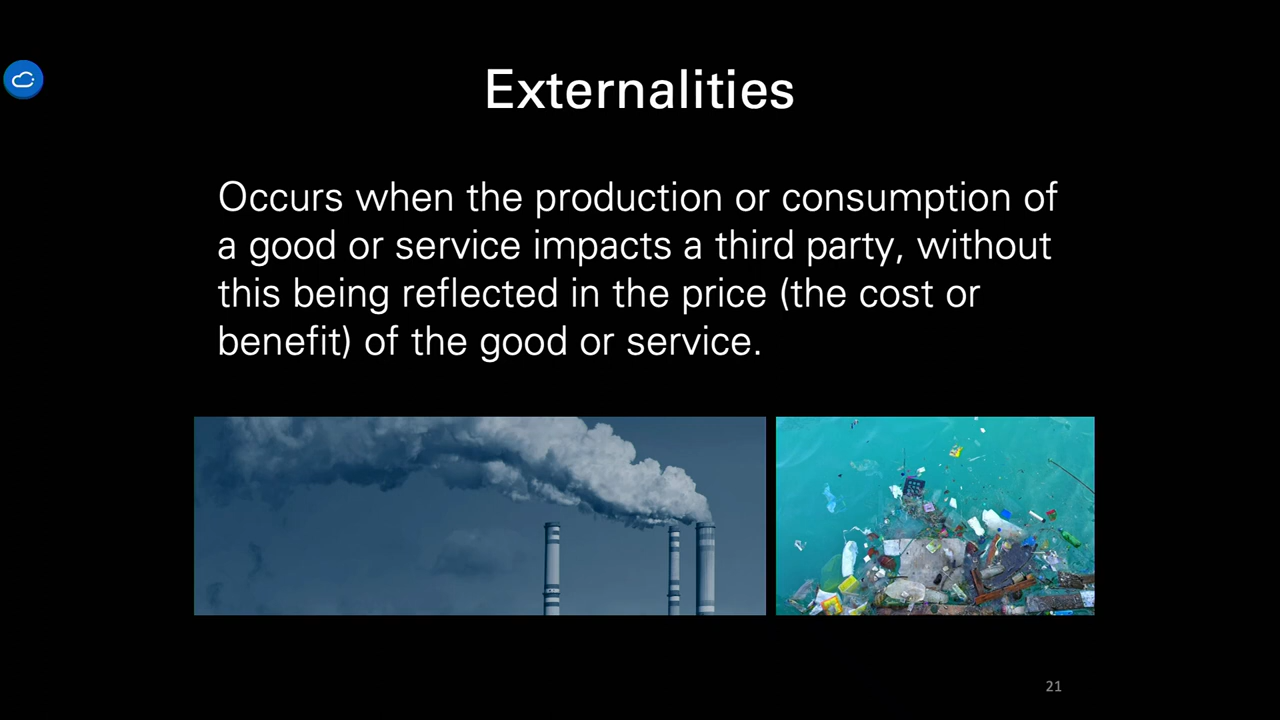 Externalities
Occurs when the production or consumption of
a good or service impacts a third party, without
this being reflected in the price (the cost or
benefit) of the good or service.
21